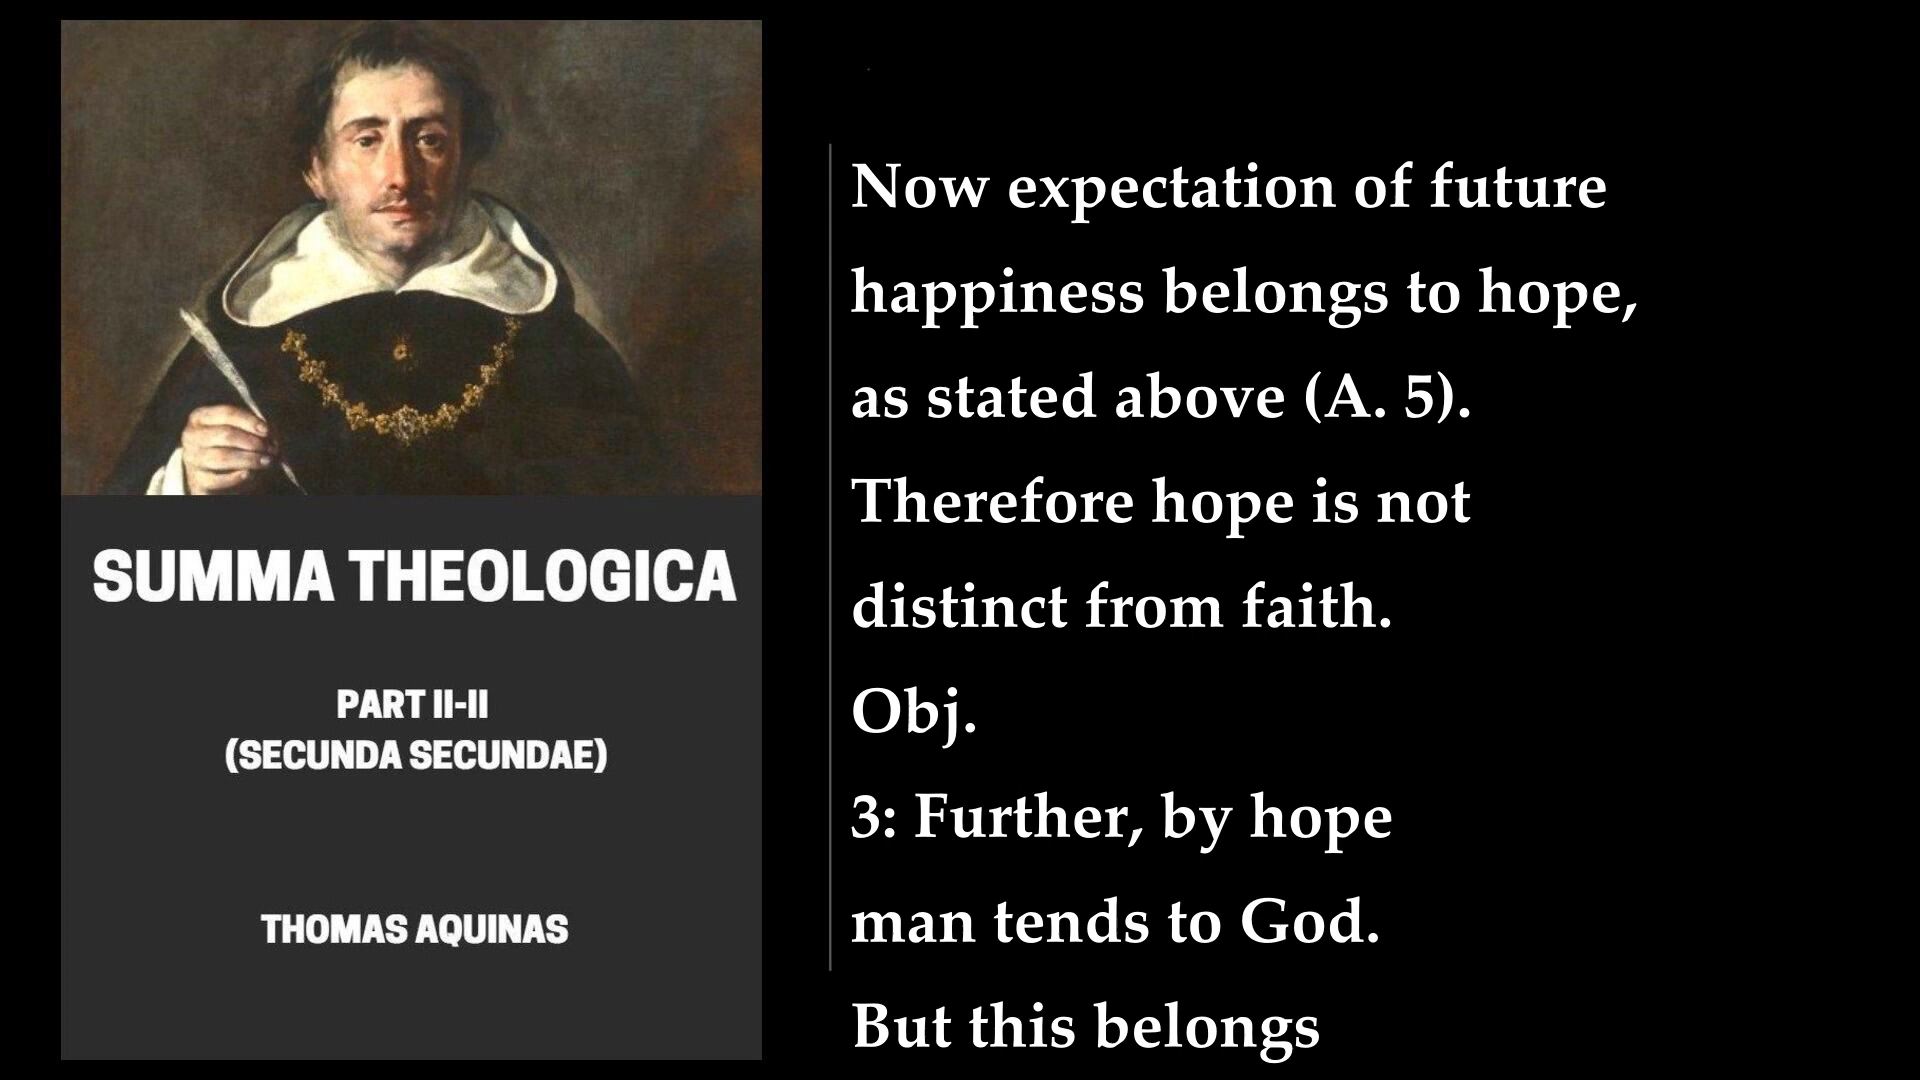 SUMMA THEOLOGICA
PART II-II
(SECUNDA SECUNDAE)
THOMAS AQUINAS
Now expectation of future
happiness belongs to hope,
as stated above (A. 5).
Therefore hope is not
distinct from faith.
Obj.
3: Further, by hope
man tends to God.
But this belongs